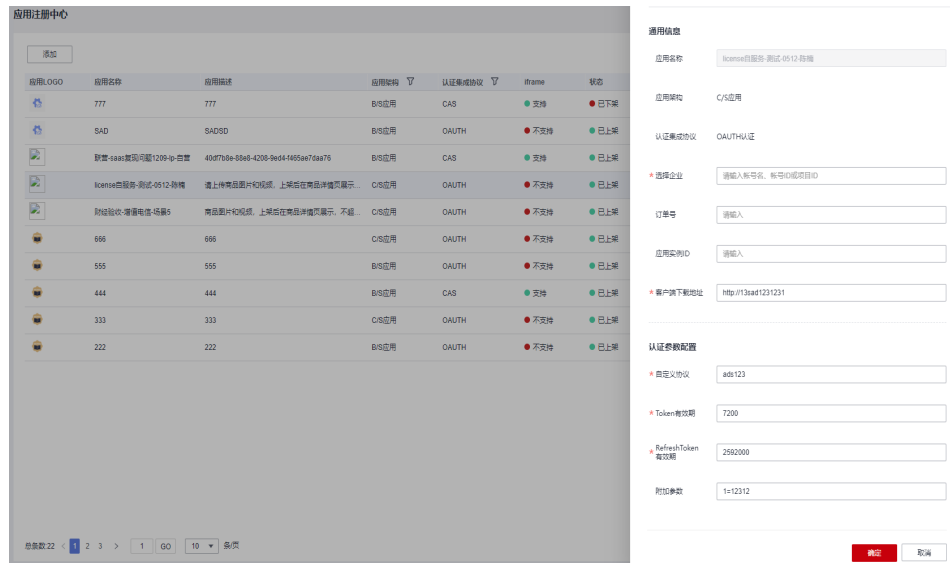 应用注册中心
添加
应用LOGO 应用名称 应用描述 应用架构 认证集成协议 iframe 状态
777 777 B/S应用 CAS 支持 已下架
SAD SADSD B/S应用 OAUTH 不支持 已上架
联营-saas复现问题1209-lp-自营 40df7b8e-88e8-4208-9ed4-f465ae7daa76 B/S应用 CAS 支持 已上架
license自服务-测试-0512-陈楠 请上传商品图片和视频，上架后在商品详情页展示... C/S应用 OAUTH 不支持 已上架
财经验收-增值电信-场景5 商品图片和视频，上架后在商品详情页展示，不超... C/S应用 OAUTH 不支持 已上架
666 666 C/S应用 OAUTH 不支持 已上架
555 555 B/S应用 OAUTH 不支持 已上架
444 444 B/S应用 CAS 支持 已上架
333 333 C/S应用 OAUTH 不支持 已上架
222 222 B/S应用 OAUTH 不支持 已上架
总条数:22 < 1 2 3 > 1 GO 10 条/页
通用信息
应用名称 license自服务-测试-0512-陈楠
应用架构 C/S应用
认证集成协议 OAUTH认证
* 选择企业 请输入帐号名、帐号ID或项目ID
订单号 请输入
应用实例ID 请输入
* 客户端下载地址 http://13sad1231231
认证参数配置
* 自定义协议 ads123
* Token有效期 7200
* RefreshToken
有效期 2592000
附加参数 1=12312
确定 取消